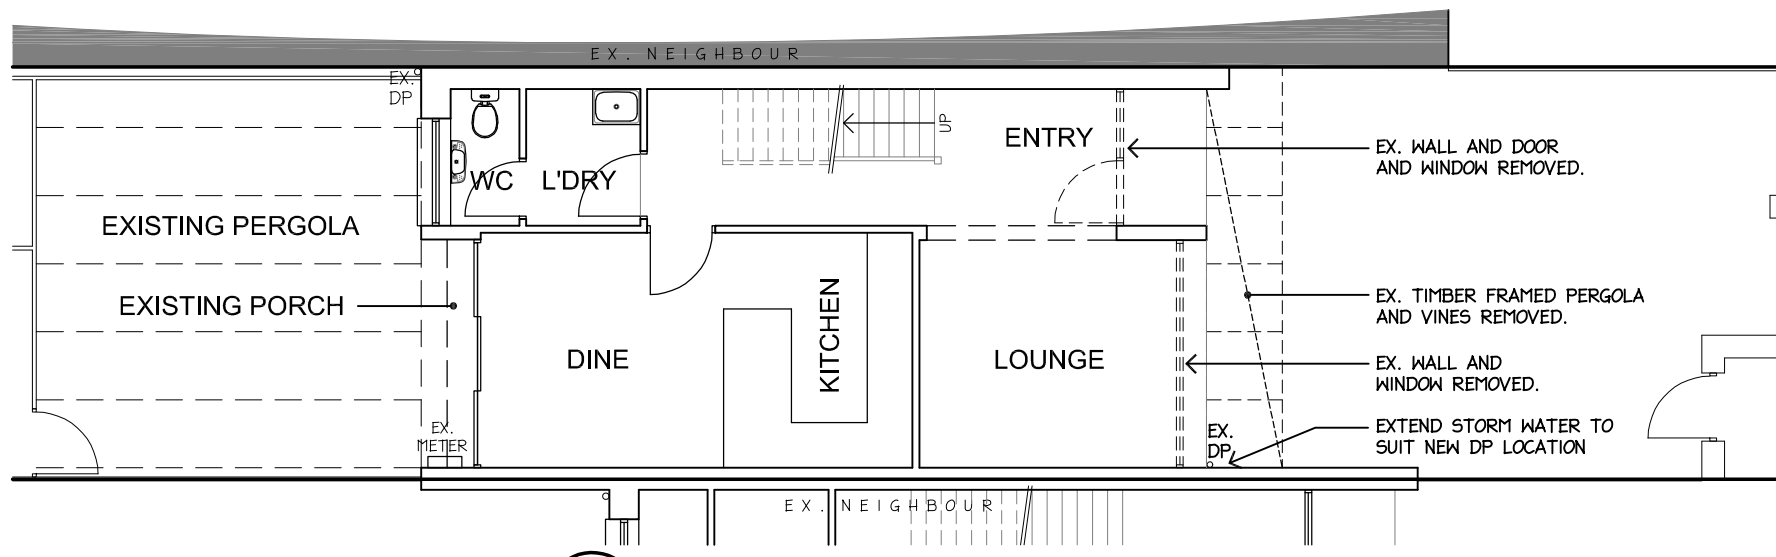 EX. NEIGHBOUR
EX.
DP
ENTRY
UP
EX. WALL AND DOOR
AND WINDOW REMOVED.
WC
L'DRY
EXISTING PERGOLA
EXISTING PORCH
EX. TIMBER FRAMED PERGOLA
AND VINES REMOVED.
DINE
KITCHEN
LOUNGE
EX. WALL AND
WINDOW REMOVED.
EX.
METER
EX.
DP
EXTEND STORM WATER TO
SUIT NEW DP LOCATION
EX. NEIGHBOUR